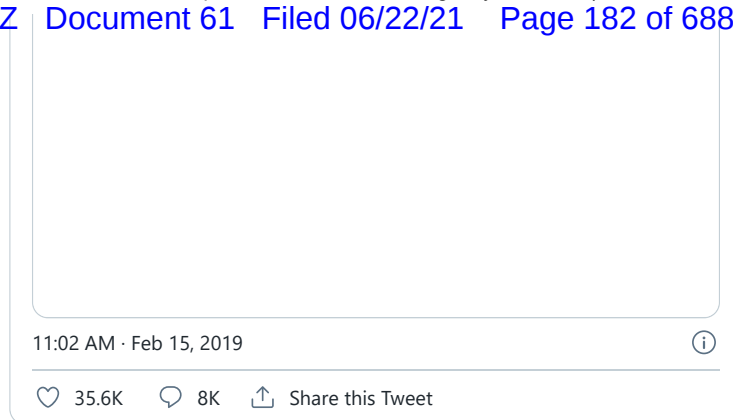 Z Document 61 Filed 06/22/21 Page 182 of 688
11:02 AM · Feb 15, 2019
35.6K 8K Share this Tweet